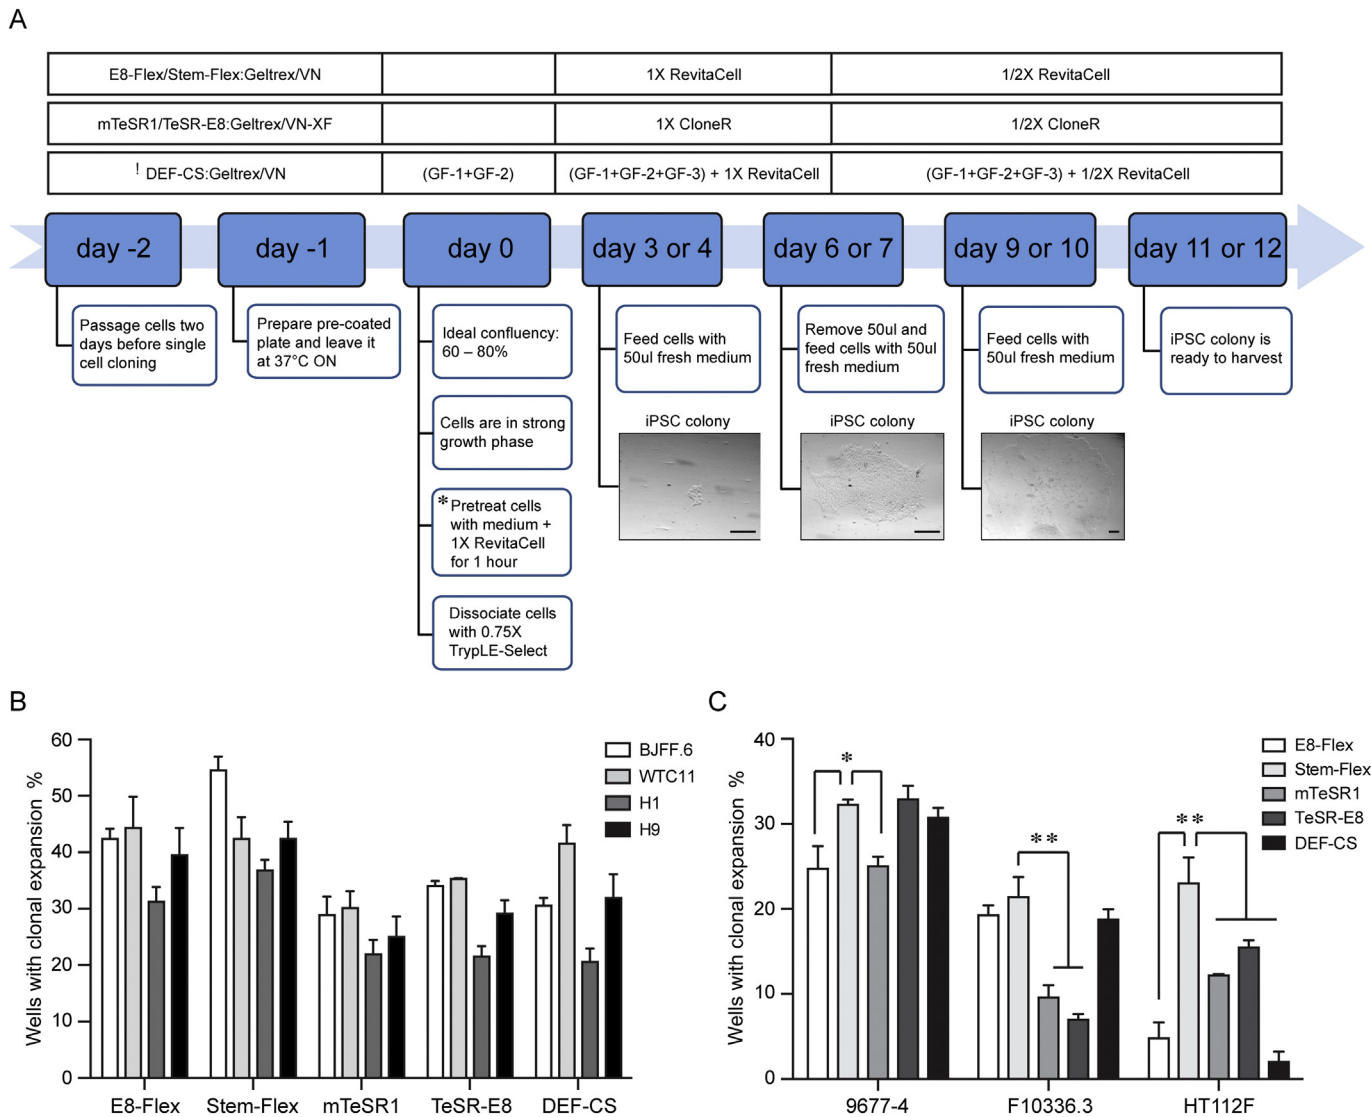 A
E8-Flex/Stem-Flex:Geltrex/VN
1X RevitaCell
1/2X RevitaCell
mTeSR1/TeSR-E8:Geltrex/VN-XF
1X CloneR
1/2X CloneR
! DEF-CS:Geltrex/VN
(GF-1+GF-2)
(GF-1+GF-2+GF-3) + 1X RevitaCell
(GF-1+GF-2+GF-3) + 1/2X RevitaCell
day -2
day -1
day 0
day 3 or 4
day 6 or 7
day 9 or 10
day 11 or 12
Passage cells two
days before single
cell cloning
Prepare pre-coated
plate and leave it
at 37°C ON
Ideal confluency:
60 – 80%
Cells are in strong
growth phase
* Pretreat cells
with medium +
1X RevitaCell
for 1 hour
Dissociate cells
with 0.75X
TrypLE-Select
Feed cells with
50ul fresh medium
iPSC colony
Remove 50ul and
feed cells with 50ul
fresh medium
iPSC colony
Feed cells with
50ul fresh medium
iPSC colony
iPSC colony is
ready to harvest
B
Wells with clonal expansion %
60
50
40
30
20
10
0
BJFF.6
WTC11
H1
H9
E8-Flex
Stem-Flex
mTeSR1
TeSR-E8
DEF-CS
C
Wells with clonal expansion %
40
30
20
10
0
*
**
**
E8-Flex
Stem-Flex
mTeSR1
TeSR-E8
DEF-CS
9677-4
F10336.3
HT112F